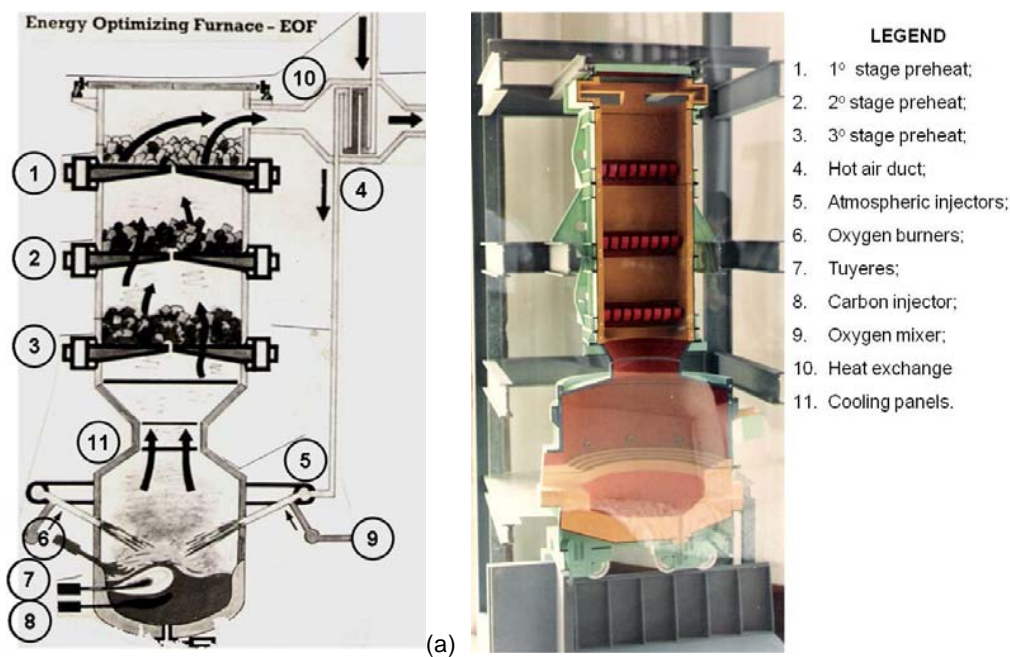 Energy Optimizing Furnace - EOF
10
1
4
2
3
11
5
6
9
7
8
(a)
LEGEND
1. 1º stage preheat;
2. 2º stage preheat;
3. 3º stage preheat;
4. Hot air duct;
5. Atmospheric injectors;
6. Oxygen burners;
7. Tuyeres;
8. Carbon injector;
9. Oxygen mixer;
10. Heat exchange
11. Cooling panels.